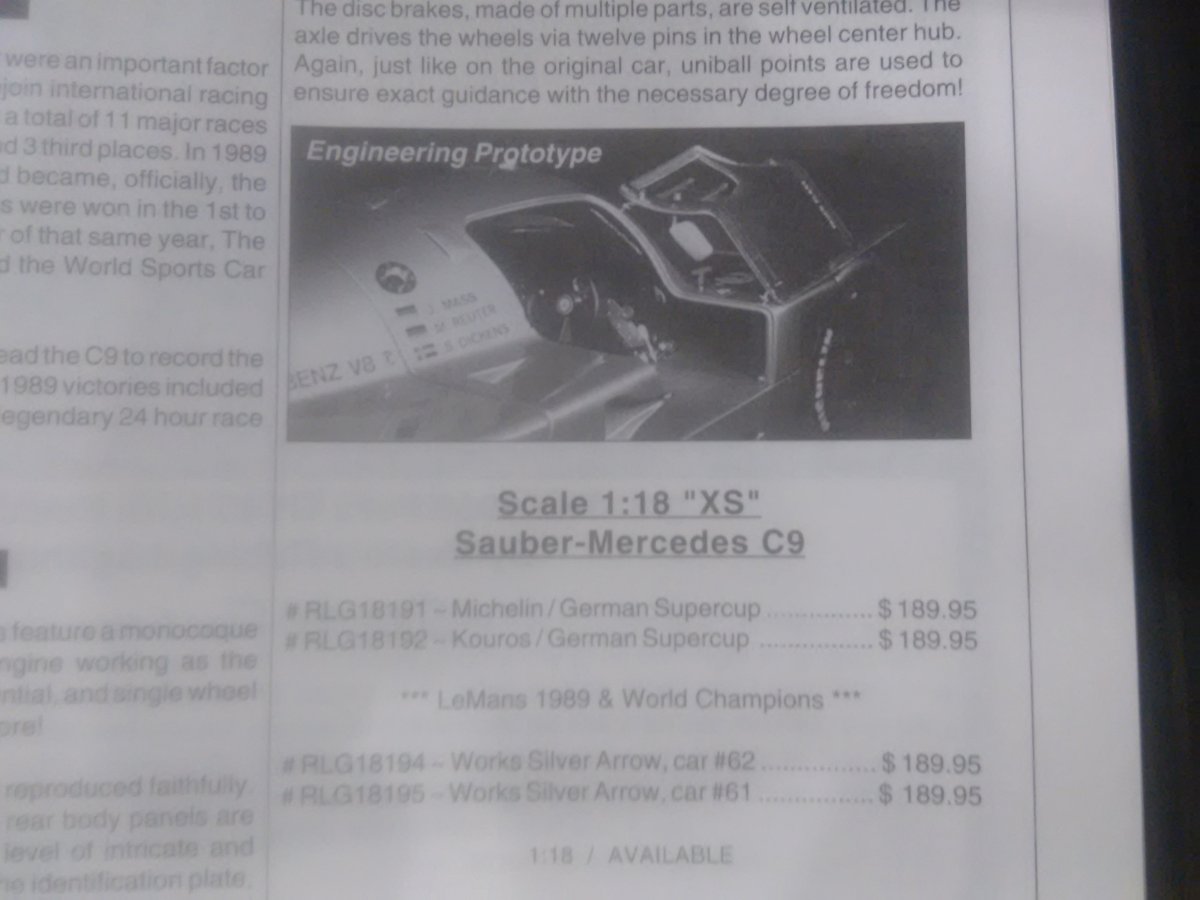 were an important factor
join international racing
a total of 11 major races
d 3 third places. In 1989
d became, officially, the
s were won in the 1st to
r of that same year, The
d the World Sports Car
ead the C9 to record the
1989 victories included
legendary 24 hour race
s feature a monocoque
ngine working as the
ntial, and single wheel
ore!
reproduced faithfully.
rear body panels are
level of intricate and
he identification plate.
The disc brakes, made of multiple parts, are self ventilated. The
axle drives the wheels via twelve pins in the wheel center hub.
Again, just like on the original car, uniball points are used to
ensure exact guidance with the necessary degree of freedom!
Engineering Prototype
J. MASS
M. REUTER
S. DICKENS
BENZ V8
Scale 1:18 "XS"
Sauber-Mercedes C9
# RLG18191 ~ Michelin / German Supercup ............... $ 189.95
# RLG18192 ~ Kouros / German Supercup ................ $ 189.95
*** LeMans 1989 & World Champions ***
# RLG18194 ~ Works Silver Arrow, car #62 ................ $ 189.95
# RLG18195 ~ Works Silver Arrow, car #61 ................ $ 189.95
1:18 / AVAILABLE